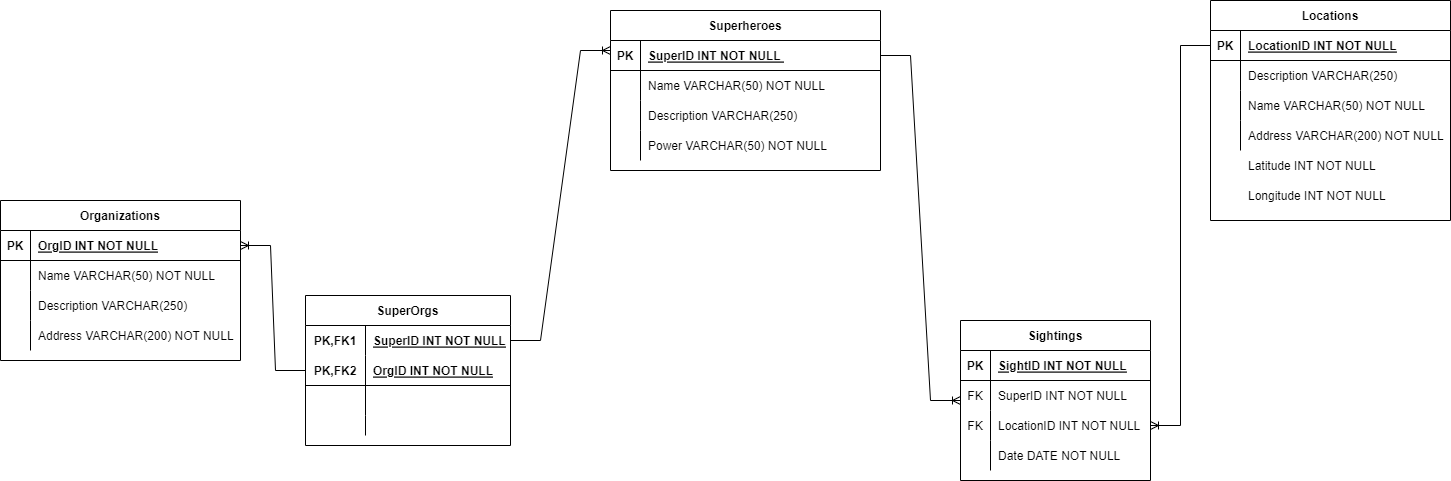 Superheroes
PK SuperID INT NOT NULL
Name VARCHAR(50) NOT NULL
Description VARCHAR(250)
Power VARCHAR(50) NOT NULL
Locations
PK LocationID INT NOT NULL
Description VARCHAR(250)
Name VARCHAR(50) NOT NULL
Address VARCHAR(200) NOT NULL
Latitude INT NOT NULL
Longitude INT NOT NULL
Organizations
PK OrgID INT NOT NULL
Name VARCHAR(50) NOT NULL
Description VARCHAR(250)
Address VARCHAR(200) NOT NULL
SuperOrgs
PK,FK1 SuperID INT NOT NULL
PK,FK2 OrgID INT NOT NULL
Sightings
PK SightID INT NOT NULL
FK SuperID INT NOT NULL
FK LocationID INT NOT NULL
Date DATE NOT NULL